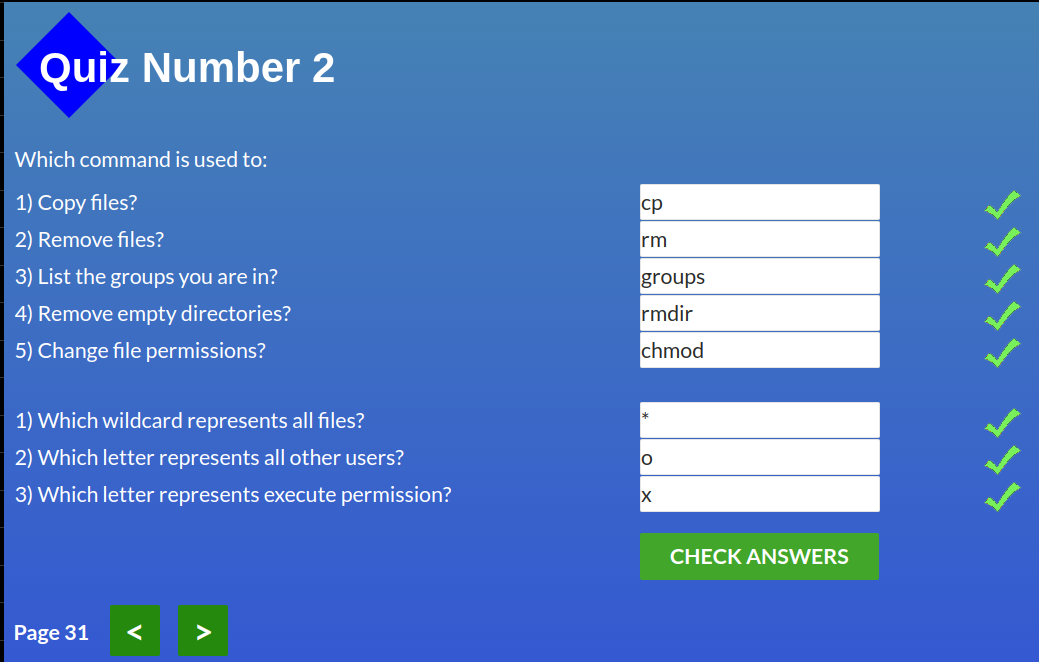 Quiz Number 2
Which command is used to:
1) Copy files? cp
2) Remove files? rm
3) List the groups you are in? groups
4) Remove empty directories? rmdir
5) Change file permissions? chmod
1) Which wildcard represents all files? *
2) Which letter represents all other users? o
3) Which letter represents execute permission? x
CHECK ANSWERS
Page 31 < >